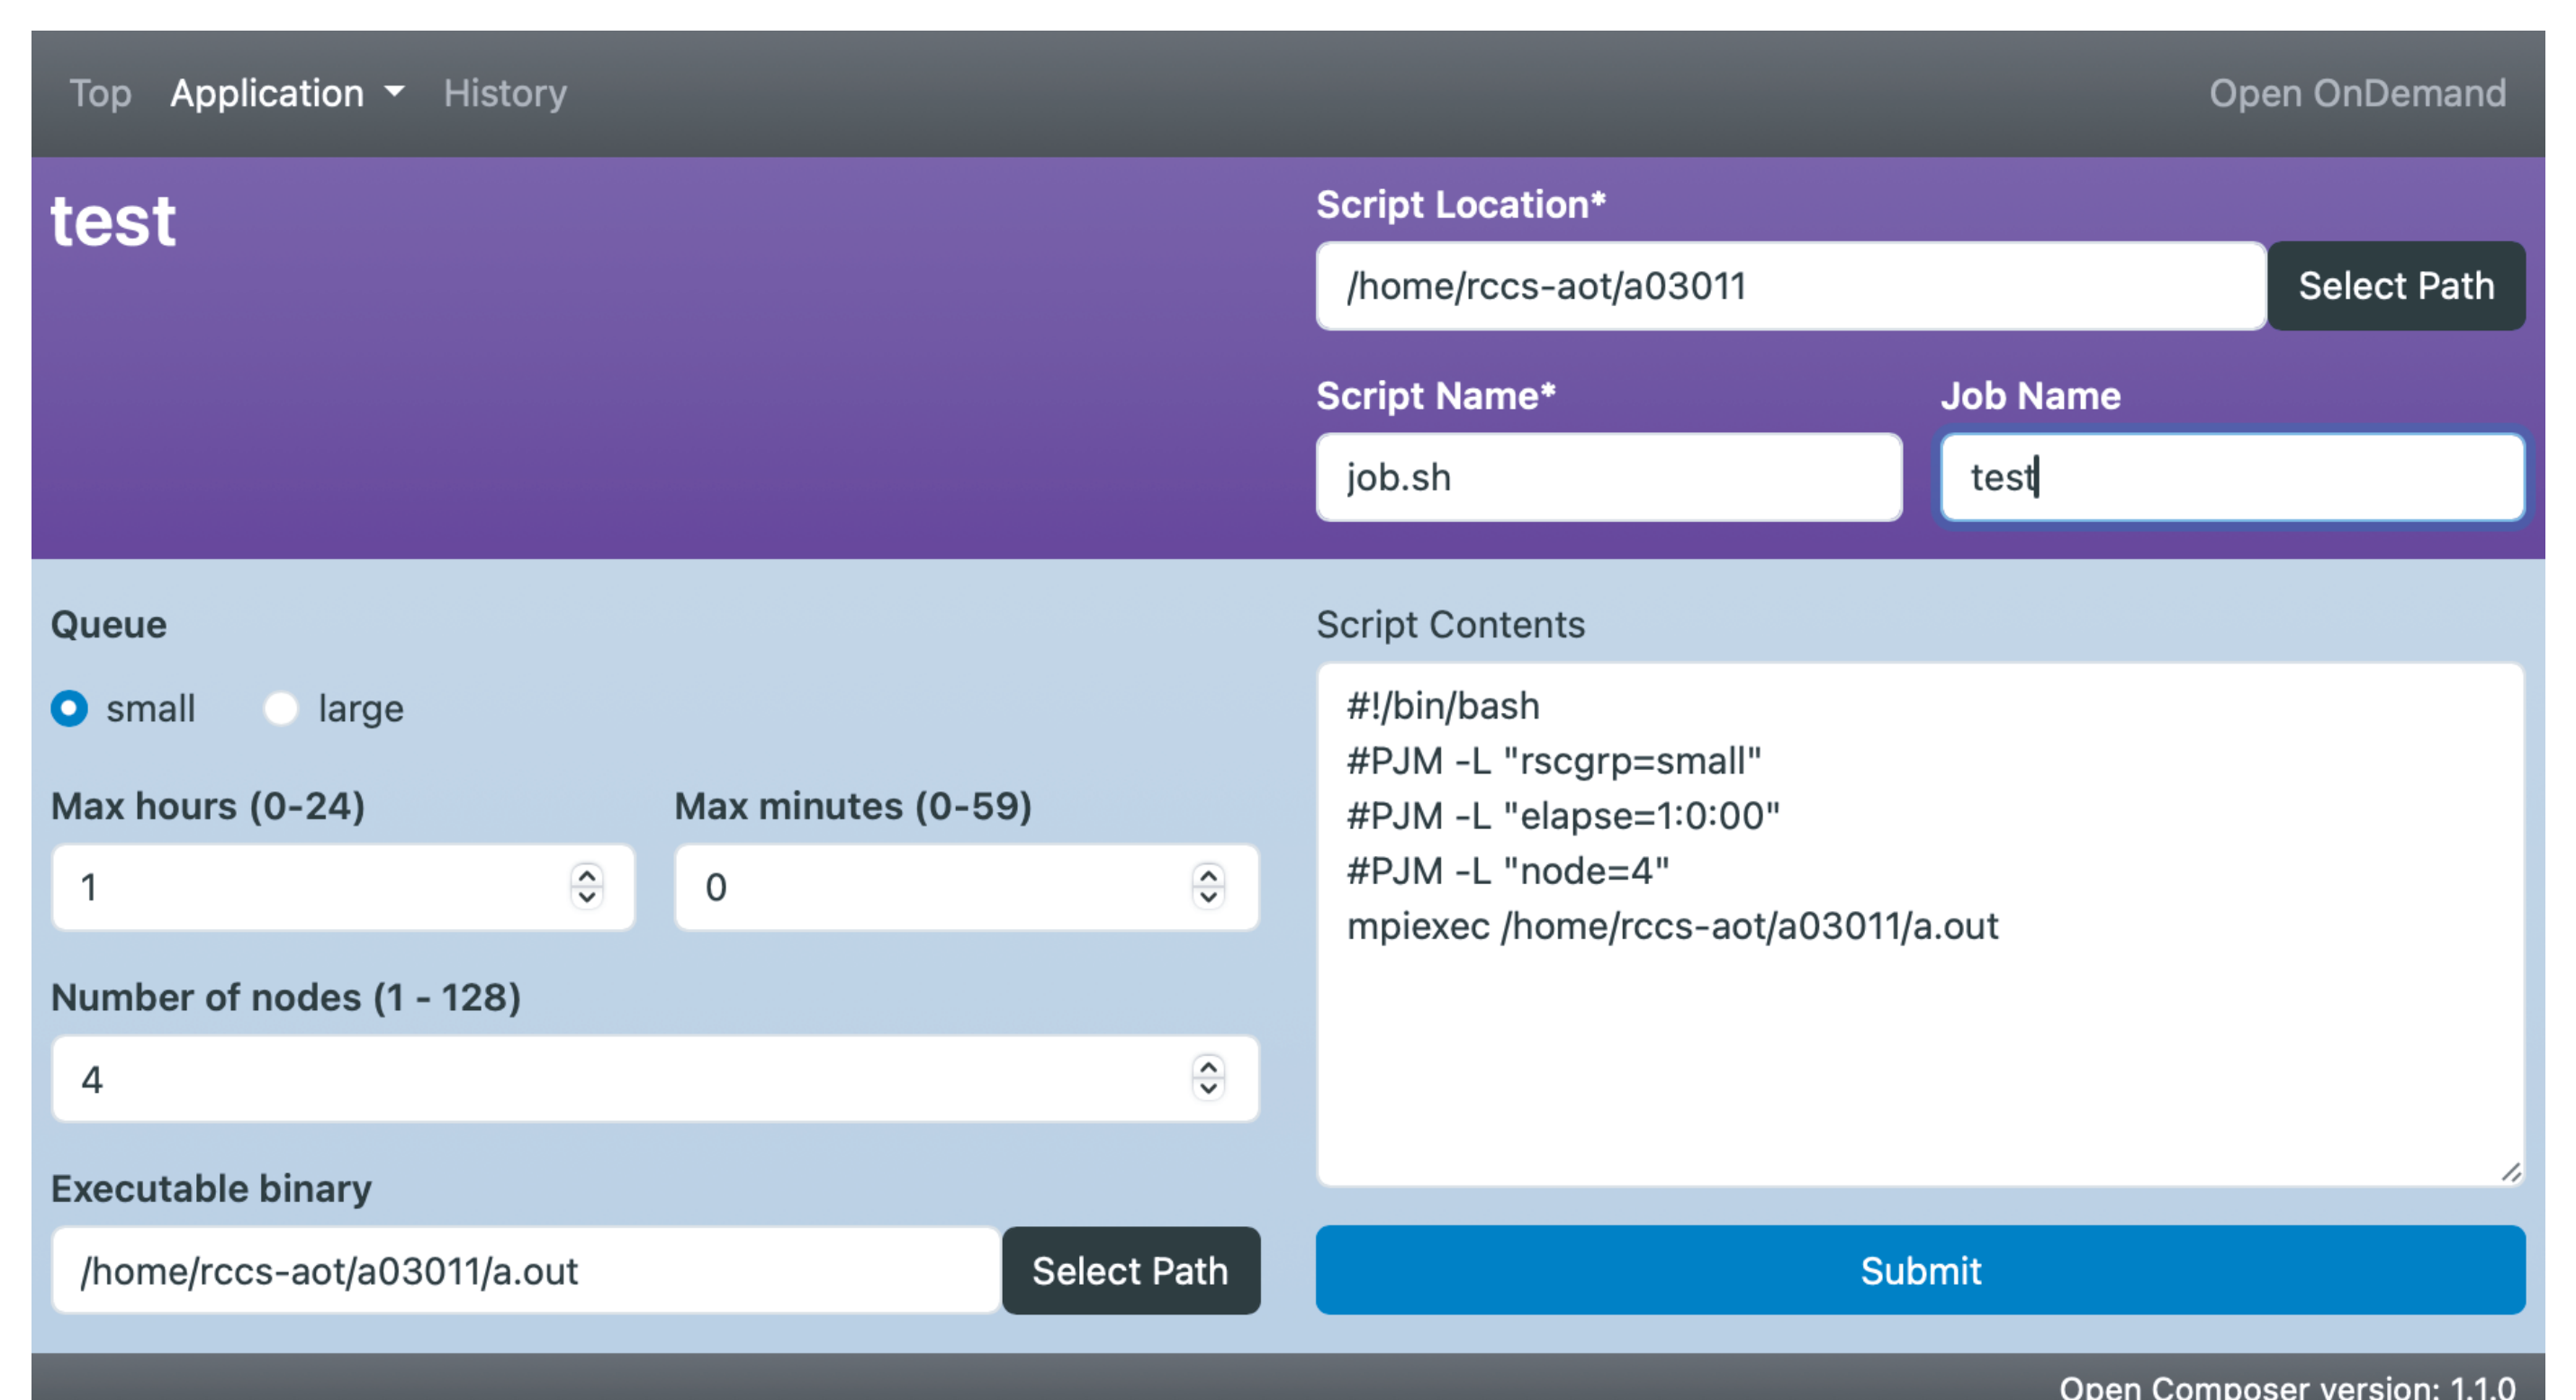 Top Application History Open OnDemand
test
Script Location*
/home/rccs-aot/a03011 Select Path
Script Name* Job Name
job.sh test
Queue
small large
Max hours (0-24) Max minutes (0-59)
1 0
Number of nodes (1 - 128)
4
Executable binary
/home/rccs-aot/a03011/a.out Select Path
Script Contents
#!/bin/bash
#PJM -L "rscgrp=small"
#PJM -L "elapse=1:0:00"
#PJM -L "node=4"
mpiexec /home/rccs-aot/a03011/a.out
Submit
Open Composer version: 1.1.0